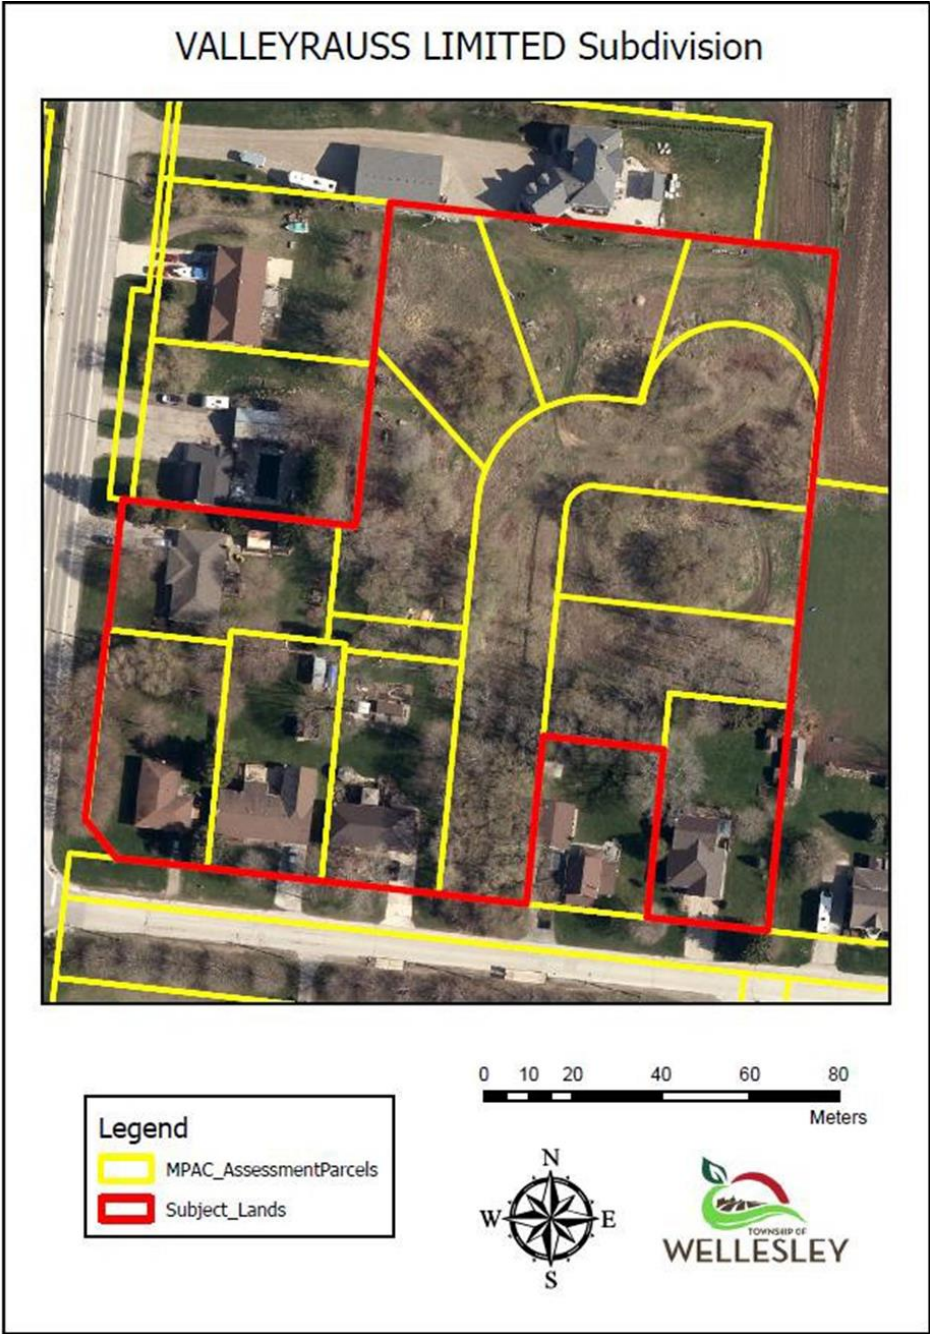 VALLEYRAUSS LIMITED Subdivision
0 10 20 40 60 80
Meters
Legend
MPAC_AssessmentParcels
Subject_Lands
N
W E
S
TOWNSHIP OF
WELLESLEY